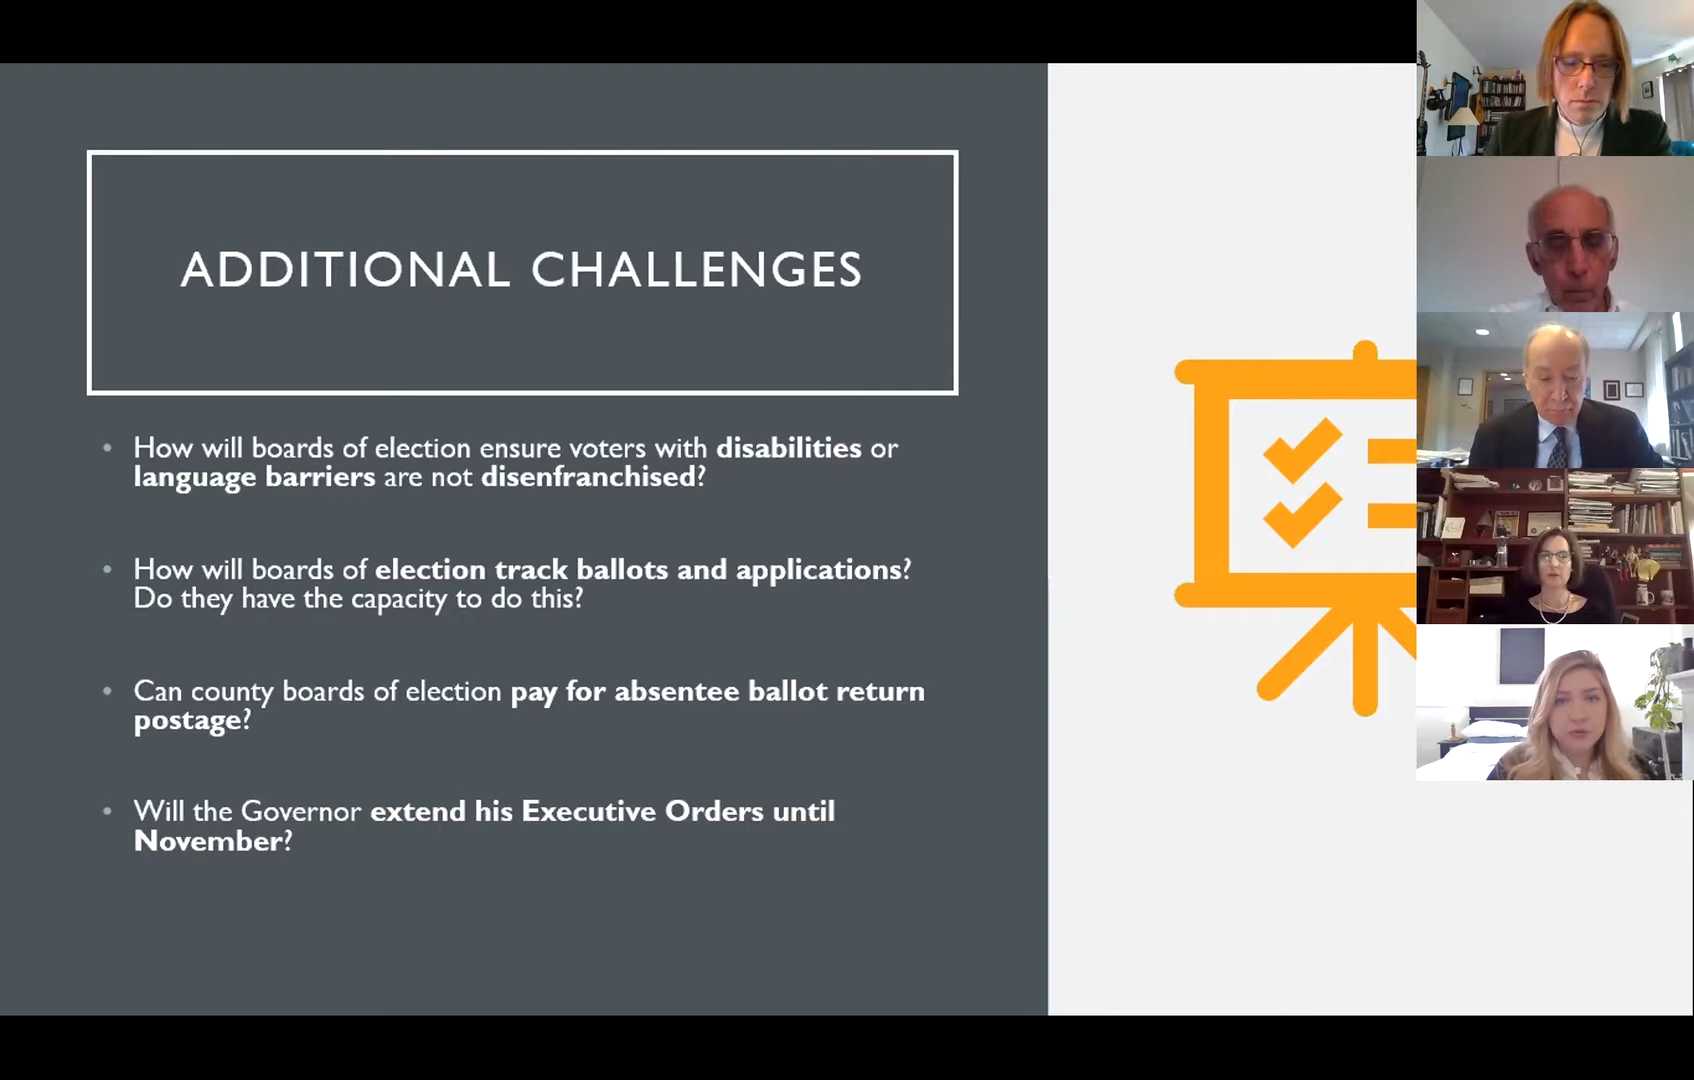 ADDITIONAL CHALLENGES
• How will boards of election ensure voters with disabilities or
language barriers are not disenfranchised?
• How will boards of election track ballots and applications?
Do they have the capacity to do this?
• Can county boards of election pay for absentee ballot return
postage?
• Will the Governor extend his Executive Orders until
November?